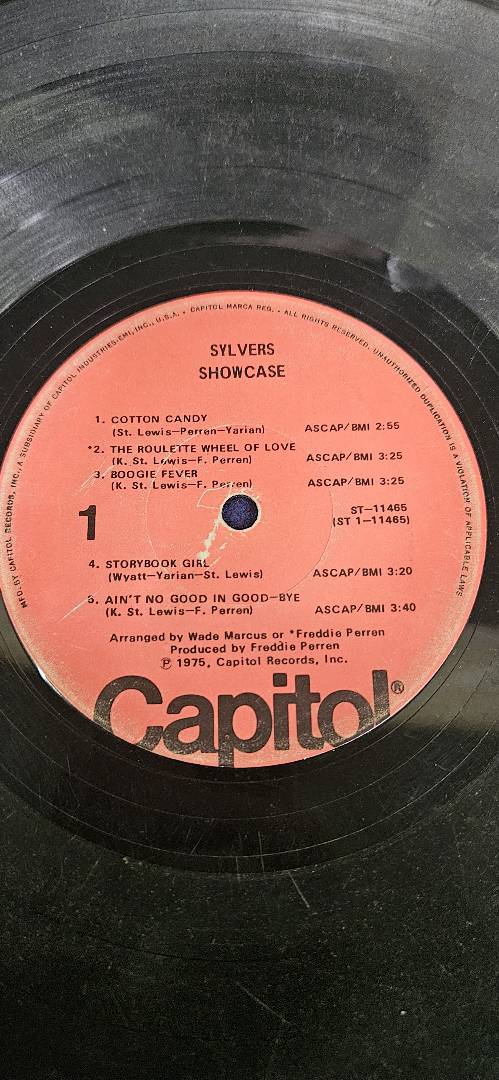 MFD. BY CAPITOL RECORDS, INC. A SUBSIDIARY OF CAPITOL INDUSTRIES-EMI, INC., U.S.A. • CAPITOL MARCA REG. • ALL RIGHTS RESERVED. UNAUTHORIZED DUPLICATION IS A VIOLATION OF APPLICABLE LAWS.
SYLVERS
SHOWCASE
1. COTTON CANDY
(St. Lewis—Perren—Yarian) ASCAP/BMI 2:55
*2. THE ROULETTE WHEEL OF LOVE
(K. St. Lewis—F. Perren) ASCAP/BMI 3:25
3. BOOGIE FEVER
(K. St. Lewis—F. Perren) ASCAP/BMI 3:25
1
ST-11465
(ST 1-11465)
4. STORYBOOK GIRL
(Wyatt—Yarian—St. Lewis) ASCAP/BMI 3:20
5. AIN'T NO GOOD IN GOOD—BYE
(K. St. Lewis—F. Perren) ASCAP/BMI 3:40
Arranged by Wade Marcus or *Freddie Perren
Produced by Freddie Perren
℗ 1975, Capitol Records, Inc.
Capitol®